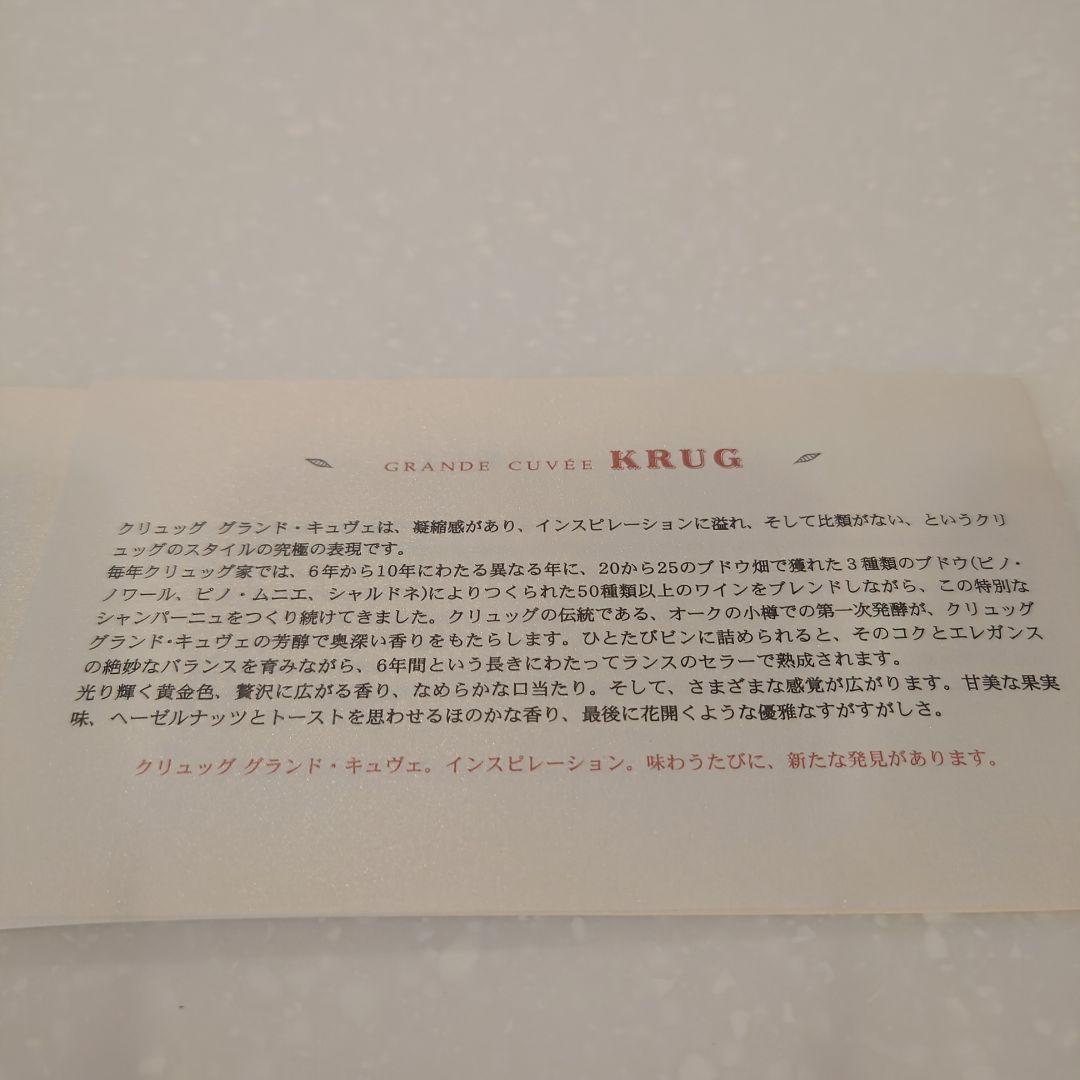 GRANDE CUVÉE KRUG
クリュッグ グランド・キュヴェは、凝縮感があり、インスピレーションに溢れ、そして比類がない、というクリ
ュッグのスタイルの究極の表現です。
毎年クリュッグ家では、6年から10年にわたる異なる年に、20から25のブドウ畑で獲れた3種類のブドウ(ピノ・
ノワール、ピノ・ムニエ、シャルドネ)によりつくられた50種類以上のワインをブレンドしながら、この特別な
シャンパーニュをつくり続けてきました。クリュッグの伝統である、オークの小樽での第一次発酵が、クリュッグ
グランド・キュヴェの芳醇で奥深い香りをもたらします。ひとたびビンに詰められると、そのコクとエレガンス
の絶妙なバランスを育みながら、6年間という長きにわたってランスのセラーで熟成されます。
光り輝く黄金色、贅沢に広がる香り、なめらかな口当たり。そして、さまざまな感覚が広がります。甘美な果実
味、ヘーゼルナッツとトーストを思わせるほのかな香り、最後に花開くような優雅なすがすがしさ。
クリュッグ グランド・キュヴェ。インスピレーション。味わうたびに、新たな発見があります。